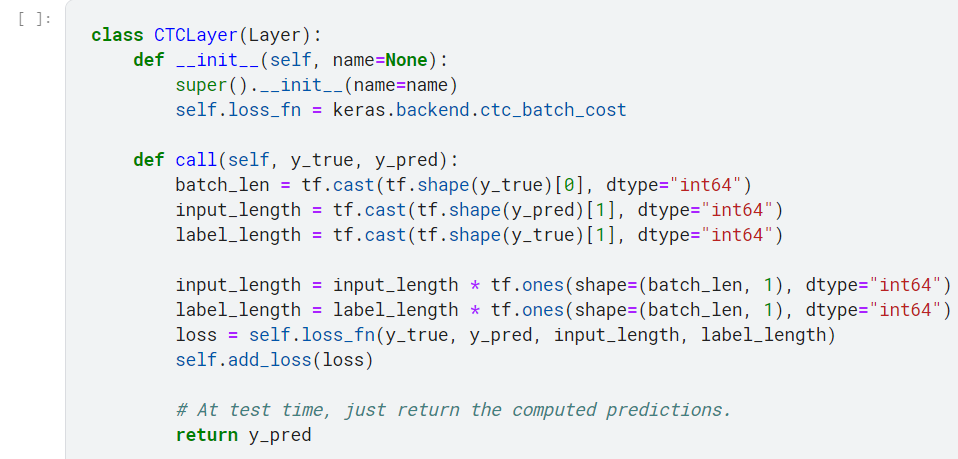 [ ]:
class CTCLayer(Layer):
    def __init__(self, name=None):
        super().__init__(name=name)
        self.loss_fn = keras.backend.ctc_batch_cost
    def call(self, y_true, y_pred):
        batch_len = tf.cast(tf.shape(y_true)[0], dtype="int64")
        input_length = tf.cast(tf.shape(y_pred)[1], dtype="int64")
        label_length = tf.cast(tf.shape(y_true)[1], dtype="int64")
        input_length = input_length * tf.ones(shape=(batch_len, 1), dtype="int64")
        label_length = label_length * tf.ones(shape=(batch_len, 1), dtype="int64")
        loss = self.loss_fn(y_true, y_pred, input_length, label_length)
        self.add_loss(loss)
        # At test time, just return the computed predictions.
        return y_pred